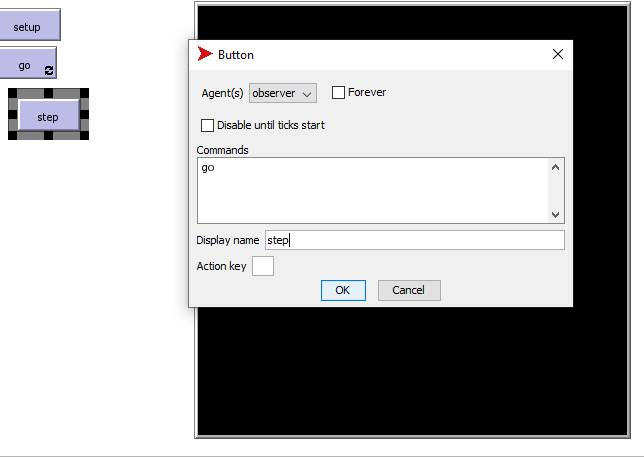 setup
go
step
Button
Agent(s) observer Forever
Disable until ticks start
Commands
go
Display name step
Action key
OK Cancel